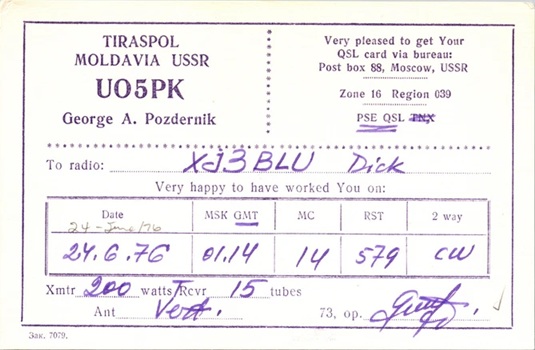 TIRASPOL
MOLDAVIA USSR
UO5PK
George A. Pozdernik
Very pleased to get Your
QSL card via bureau:
Post box 88, Moscow, USSR
Zone 16 Region 039
PSE QSL TNX
To radio: XJ3BLU Dick
Very happy to have worked You on:
Date MSK GMT MC RST 2 way
24-June/76
24.6.76 01.14 14 579 CW
Xmtr 200 watts/Rcvr 15 tubes
Ant Vert. 73, op.
Зак. 7079.